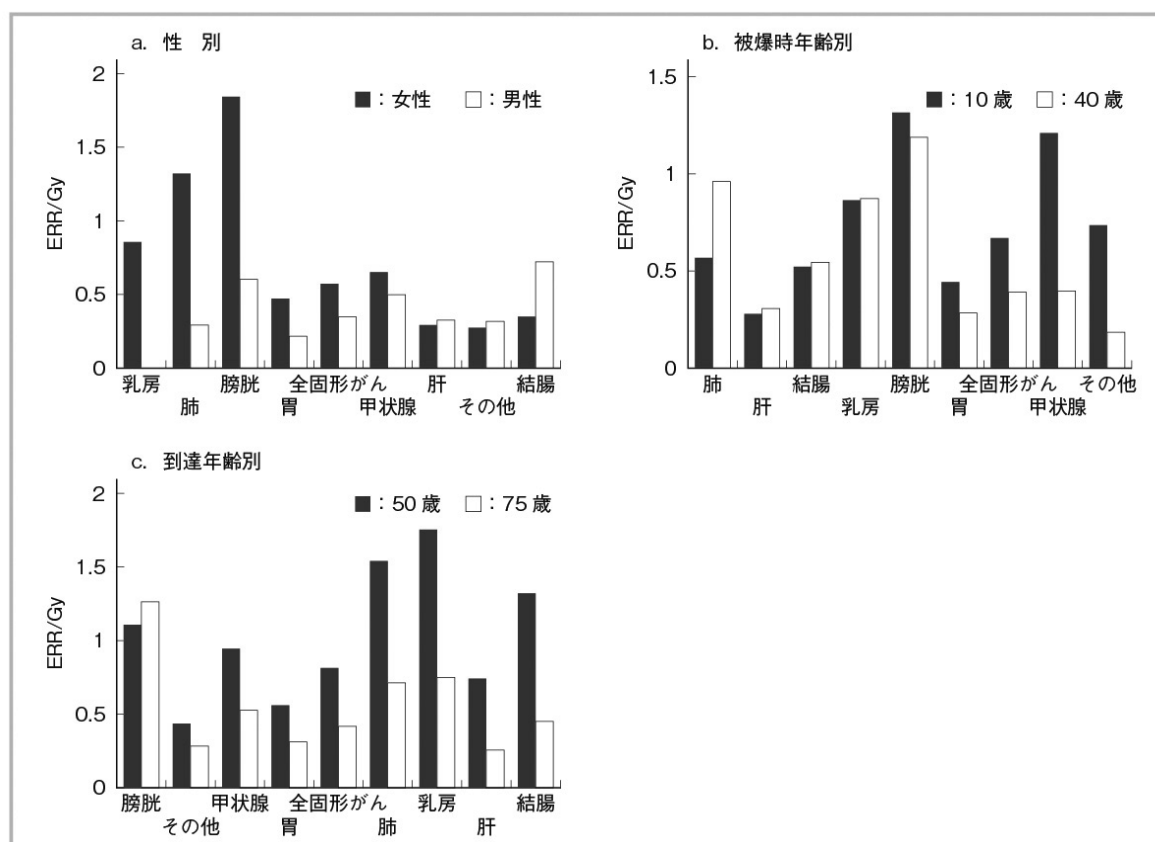 a. 性 別
2
1.5
1
0.5
0
ERR/Gy
■：女性 □：男性
乳房 膀胱 全固形がん 肝 結腸
肺 胃 甲状腺 その他
b. 被爆時年齢別
1.5
1
0.5
0
ERR/Gy
■：10 歳 □：40 歳
肺 結腸 膀胱 全固形がん その他
肝 乳房 胃 甲状腺
c. 到達年齢別
2
1.5
1
0.5
0
ERR/Gy
■：50 歳 □：75 歳
膀胱 甲状腺 全固形がん 乳房 結腸
その他 胃 肺 肝